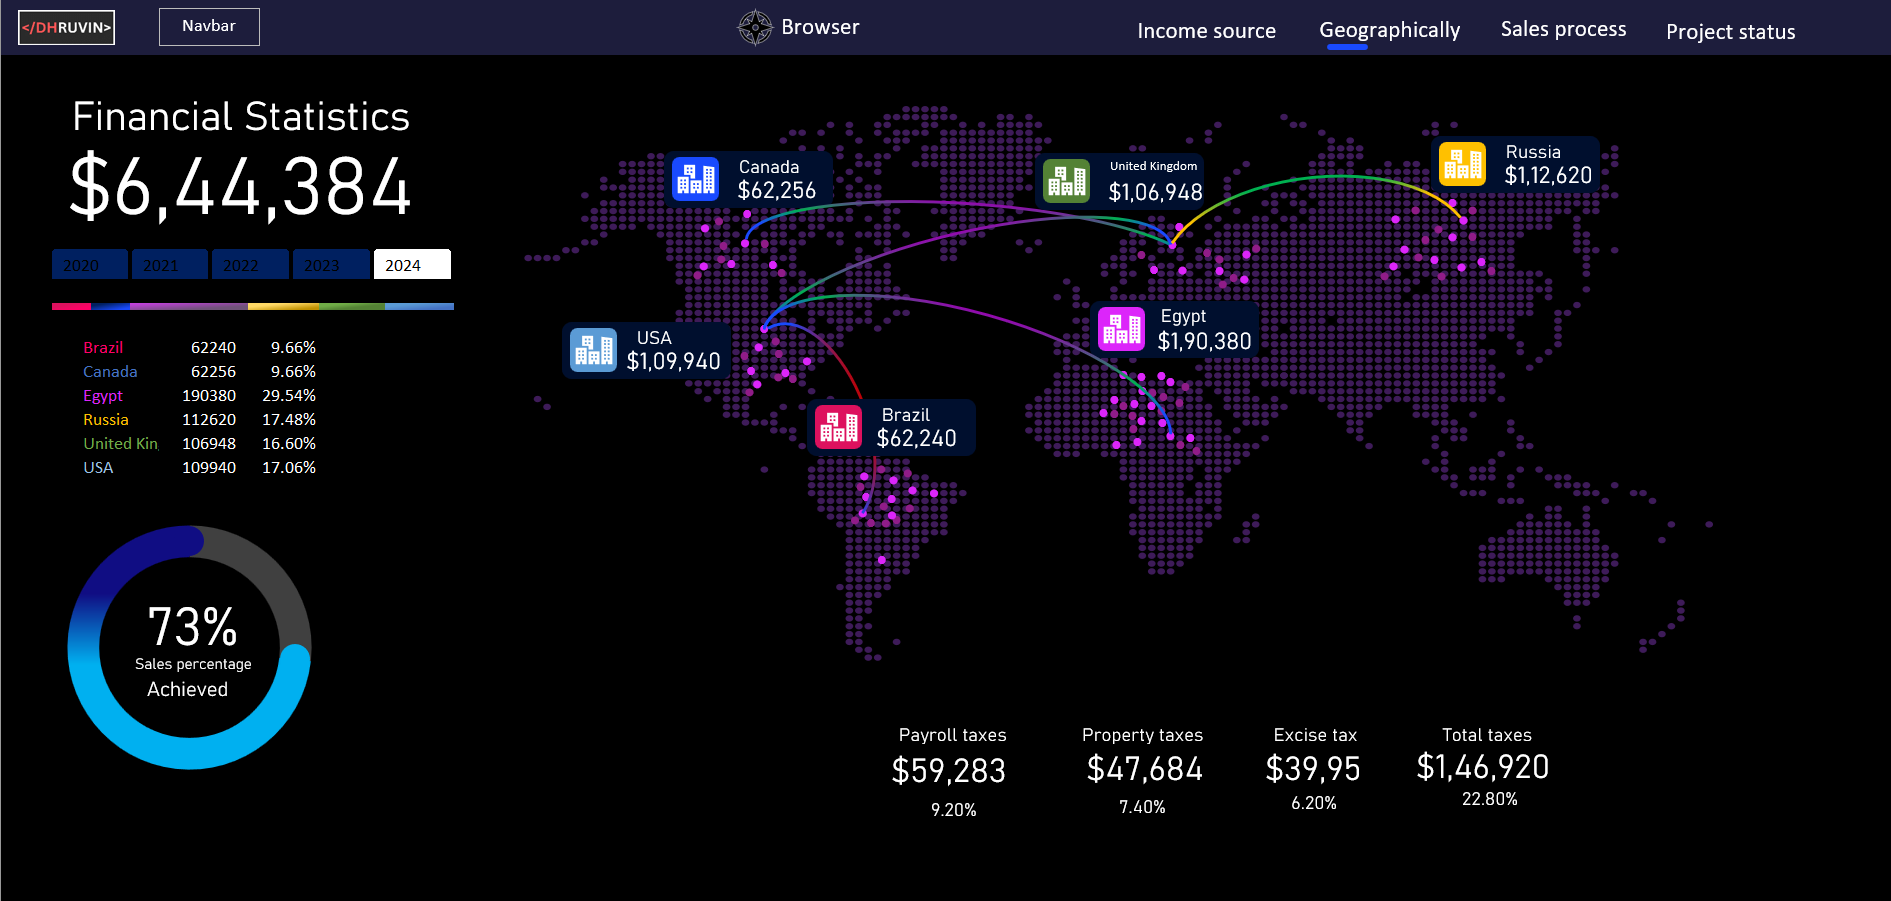 </DHRUVIN>
Navbar
Browser
Income source
Geographically
Sales process
Project status
Financial Statistics
$6,44,384
2020
2021
2022
2023
2024
Brazil 62240 9.66%
Canada 62256 9.66%
Egypt 190380 29.54%
Russia 112620 17.48%
United Kin 106948 16.60%
USA 109940 17.06%
73%
Sales percentage
Achieved
Canada
$62,256
United Kingdom
$1,06,948
Russia
$1,12,620
USA
$1,09,940
Egypt
$1,90,380
Brazil
$62,240
Payroll taxes
$59,283
9.20%
Property taxes
$47,684
7.40%
Excise tax
$39,95
6.20%
Total taxes
$1,46,920
22.80%